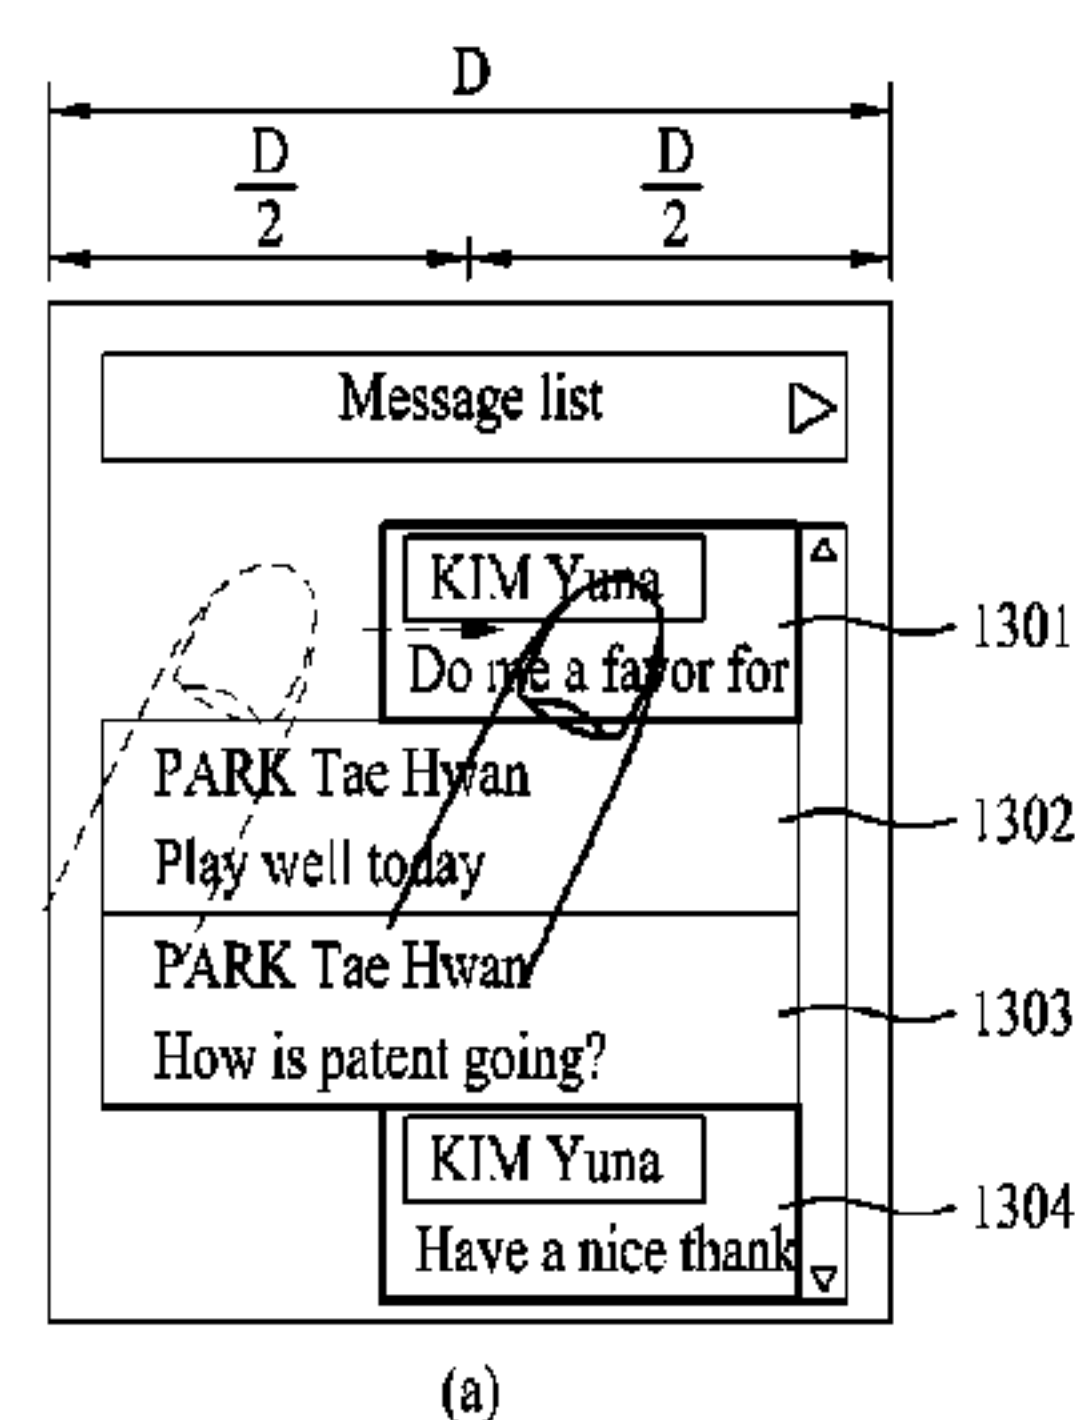 D
D/2 D/2
Message list
KIM Yuna
Do me a favor for
1301
PARK Tae Hwan
Play well today
1302
PARK Tae Hwan
How is patent going?
1303
KIM Yuna
Have a nice thank
1304
(a)